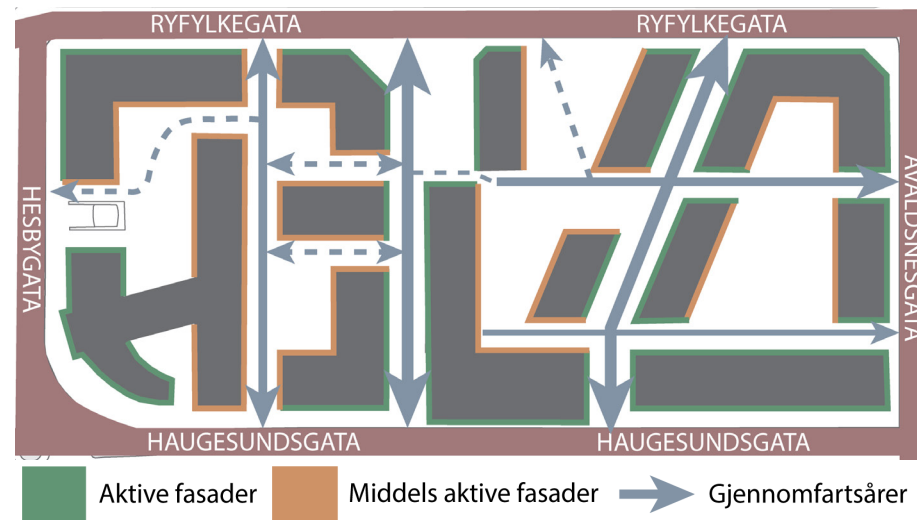 RYFYLKEGATA
RYFYLKEGATA
HESBYGATA
AVALDSNESGATA
HAUGESUNDSGATA
HAUGESUNDSGATA
Aktive fasader
Middels aktive fasader
Gjennomfartsårer